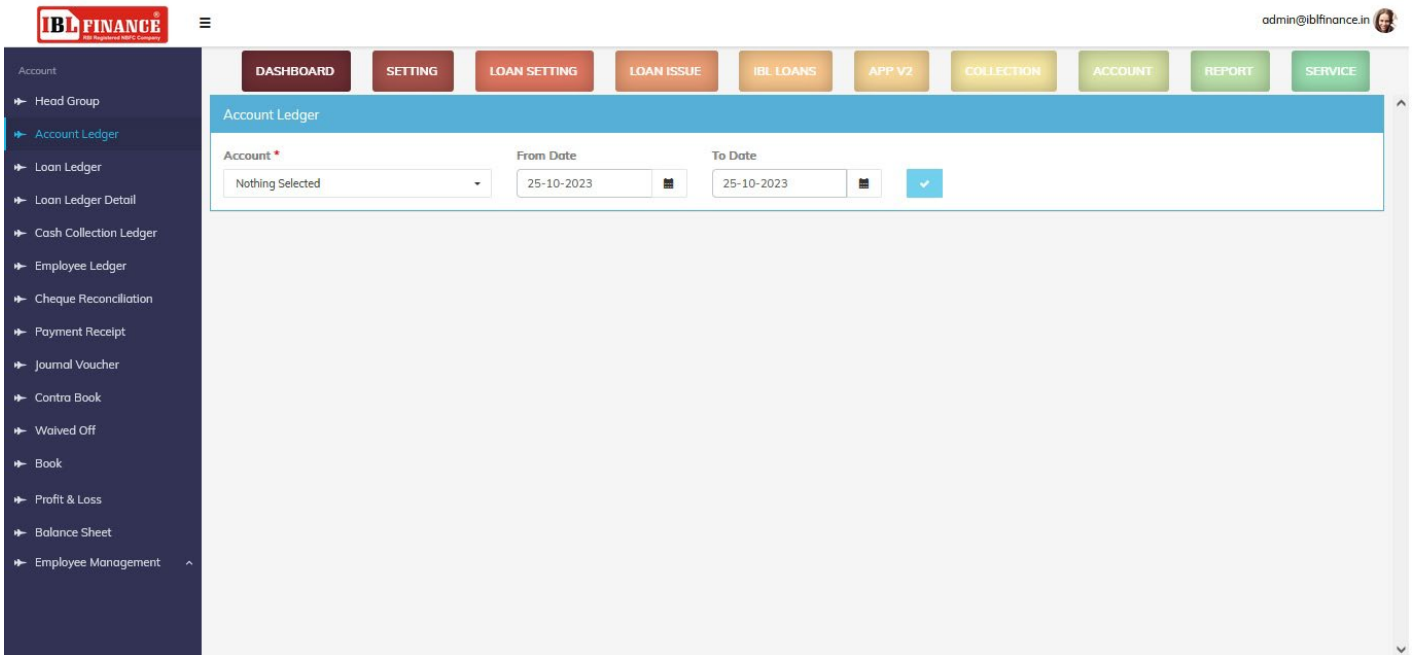 IBL FINANCE
RBI Registered NBFC Company
admin@iblfinance.in
DASHBOARD SETTING LOAN SETTING LOAN ISSUE IBL LOANS APP V2 COLLECTION ACCOUNT REPORT SERVICE
Account
Head Group
Account Ledger
Loan Ledger
Loan Ledger Detail
Cash Collection Ledger
Employee Ledger
Cheque Reconciliation
Payment Receipt
Journal Voucher
Contra Book
Waived Off
Book
Profit & Loss
Balance Sheet
Employee Management
Account Ledger
Account * From Date To Date
Nothing Selected 25-10-2023 25-10-2023